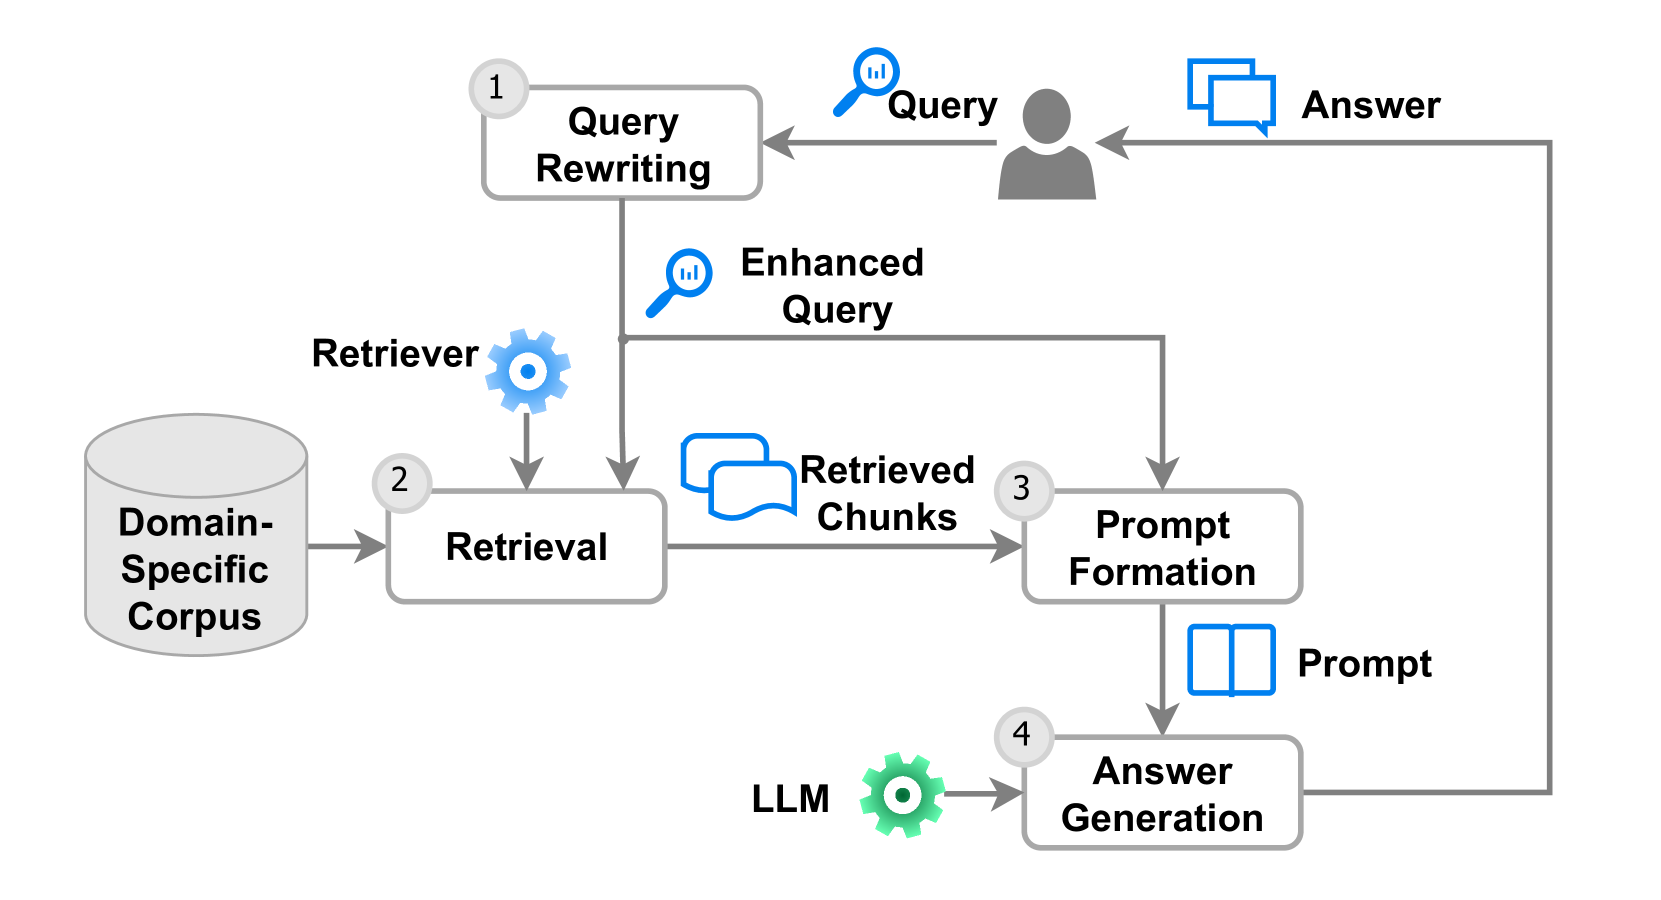 1
Query
Rewriting
Query
Answer
Enhanced
Query
Retriever
Domain-
Specific
Corpus
2
Retrieval
Retrieved
Chunks
3
Prompt
Formation
Prompt
4
Answer
Generation
LLM